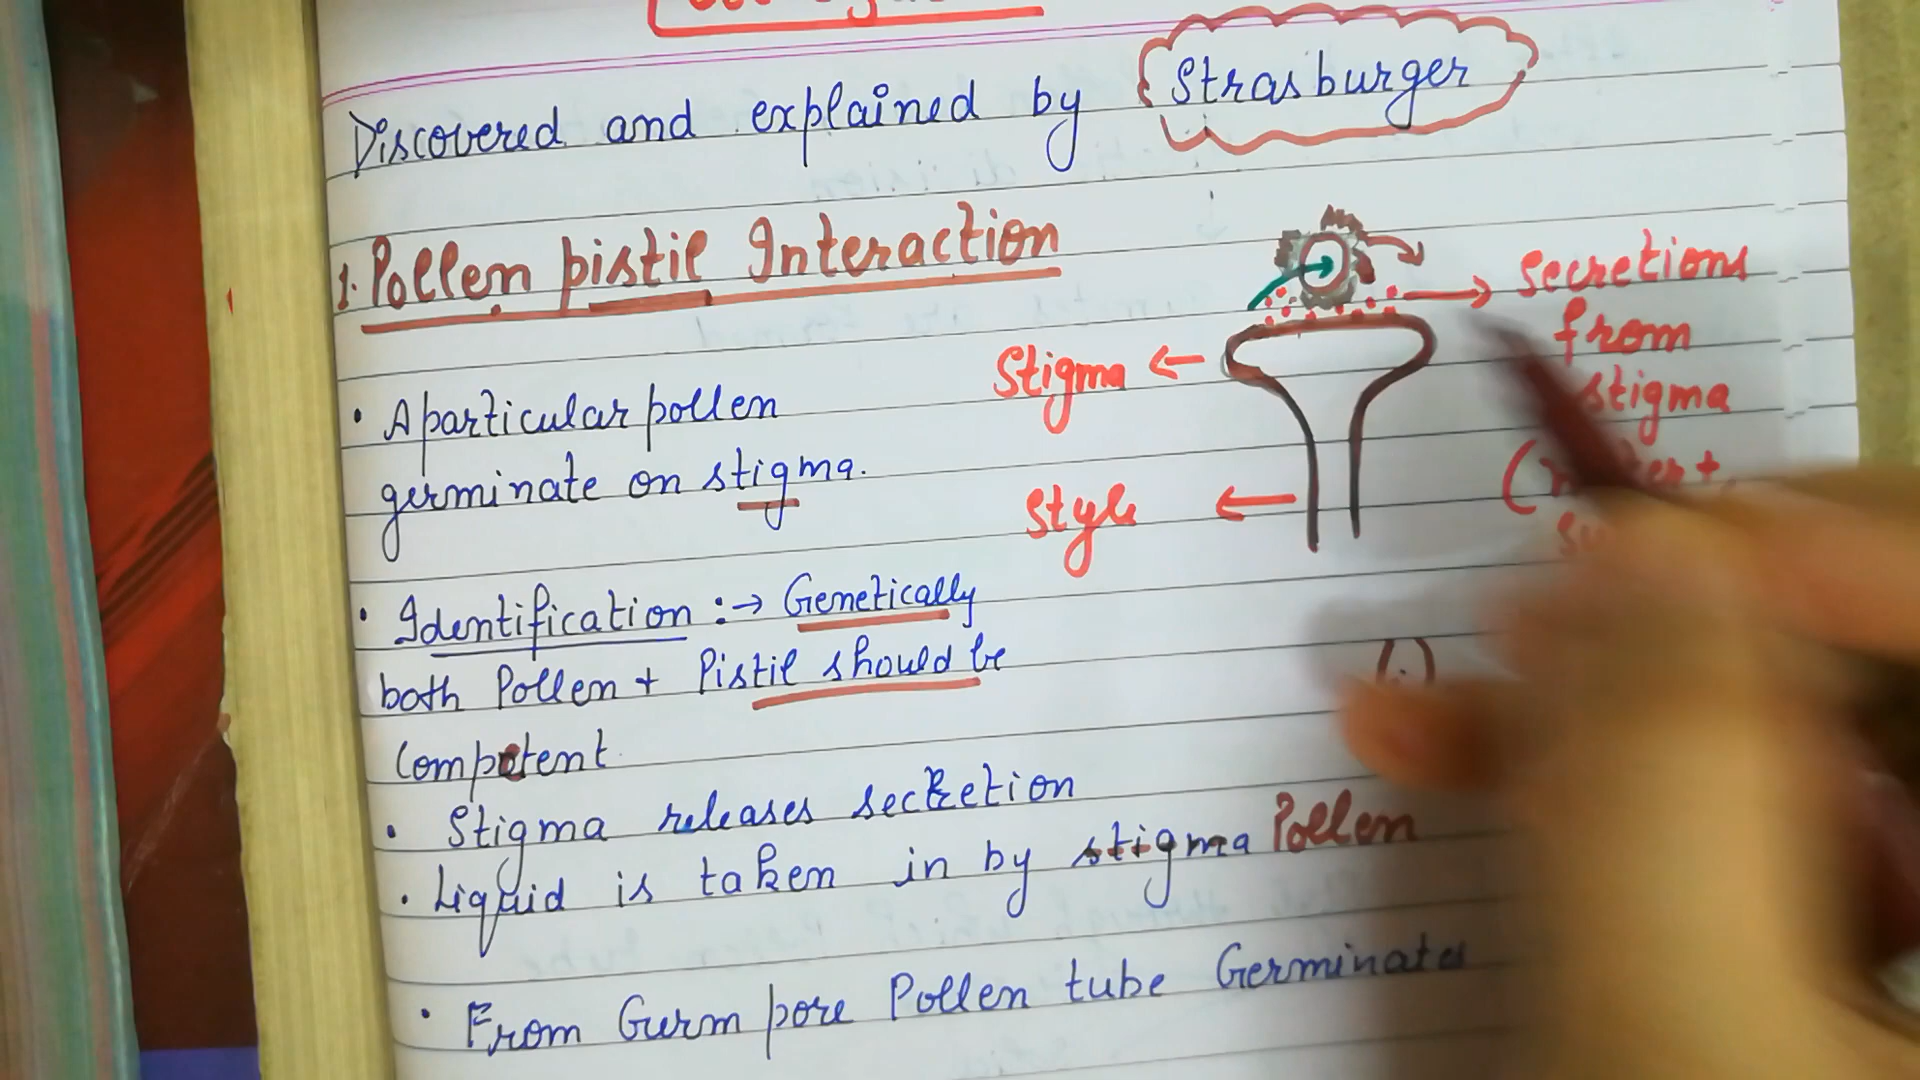 Discovered and explained by Strasburger
1. Pollen pistil Interaction
• A particular pollen
germinate on stigma.
• Identification :→ Genetically
both Pollen + Pistil should be
Competent
• Stigma releases secretion
• Liquid is taken in by stigma Pollen
• From Germ pore Pollen tube Germinates
Stigma ←
Style ←
→ Secretions
from
stigma